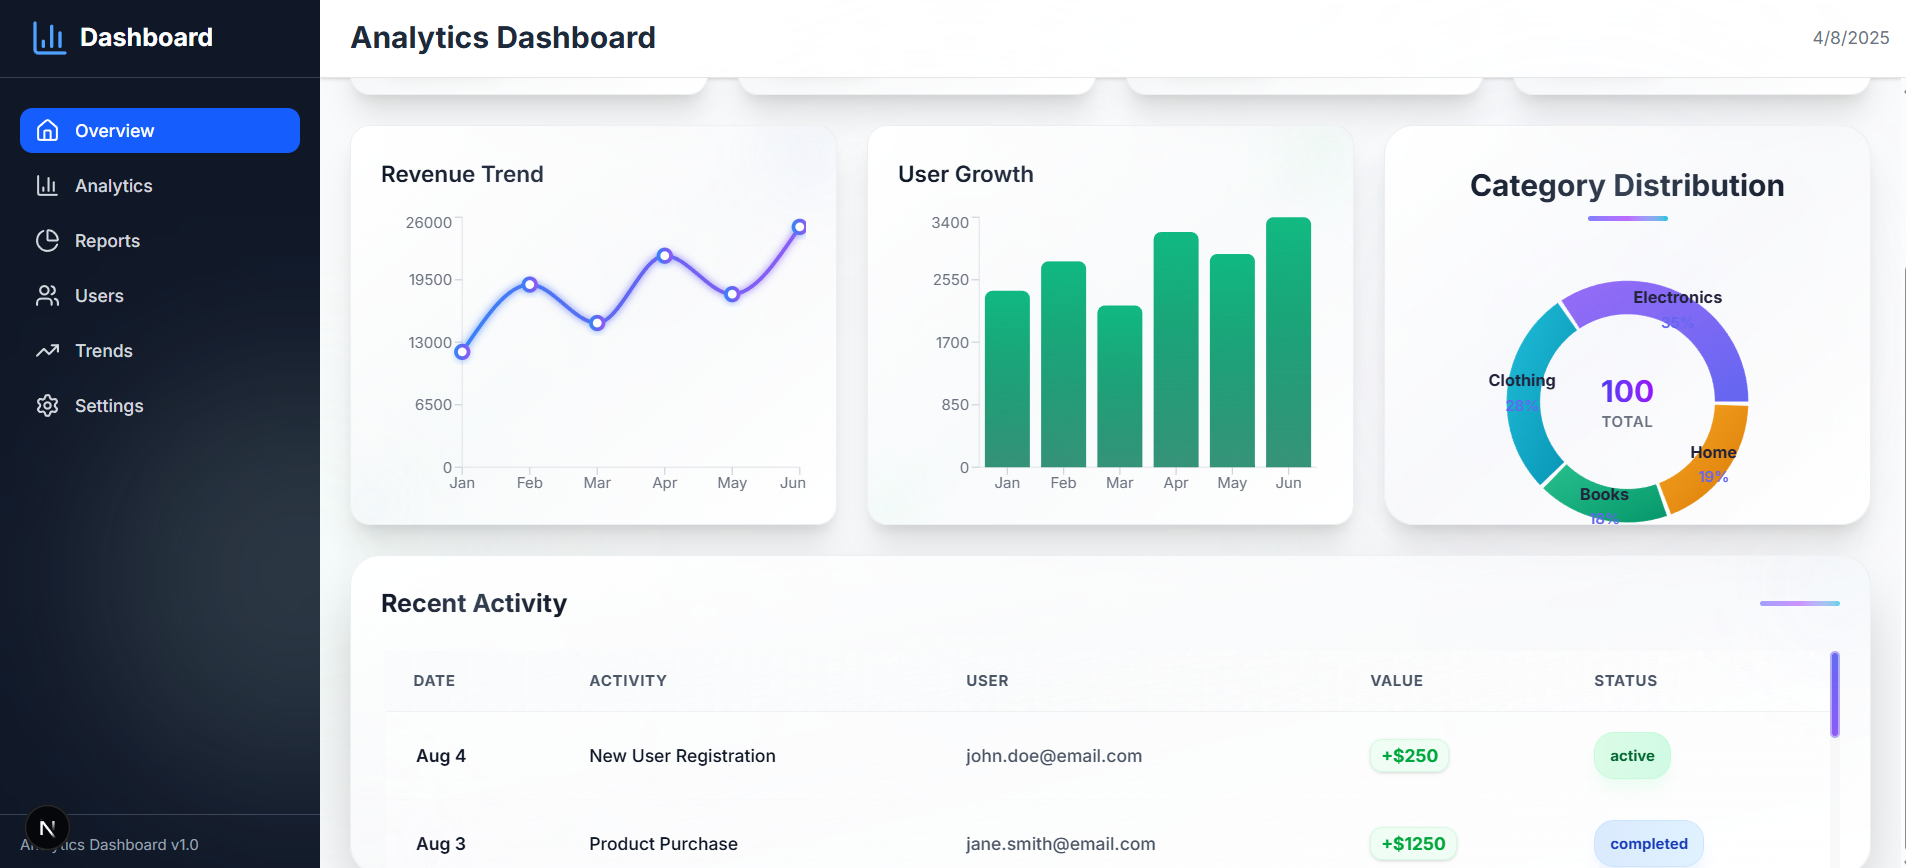 Dashboard
Analytics Dashboard
4/8/2025
Overview
Analytics
Reports
Users
Trends
Settings
Revenue Trend
26000
19500
13000
6500
0
Jan Feb Mar Apr May Jun
User Growth
3400
2550
1700
850
0
Jan Feb Mar Apr May Jun
Category Distribution
Electronics
35%
Clothing
28%
100
TOTAL
Home
19%
Books
18%
Recent Activity
DATE ACTIVITY USER VALUE STATUS
Aug 4 New User Registration john.doe@email.com +$250 active
Aug 3 Product Purchase jane.smith@email.com +$1250 completed
N
Dashboard v1.0